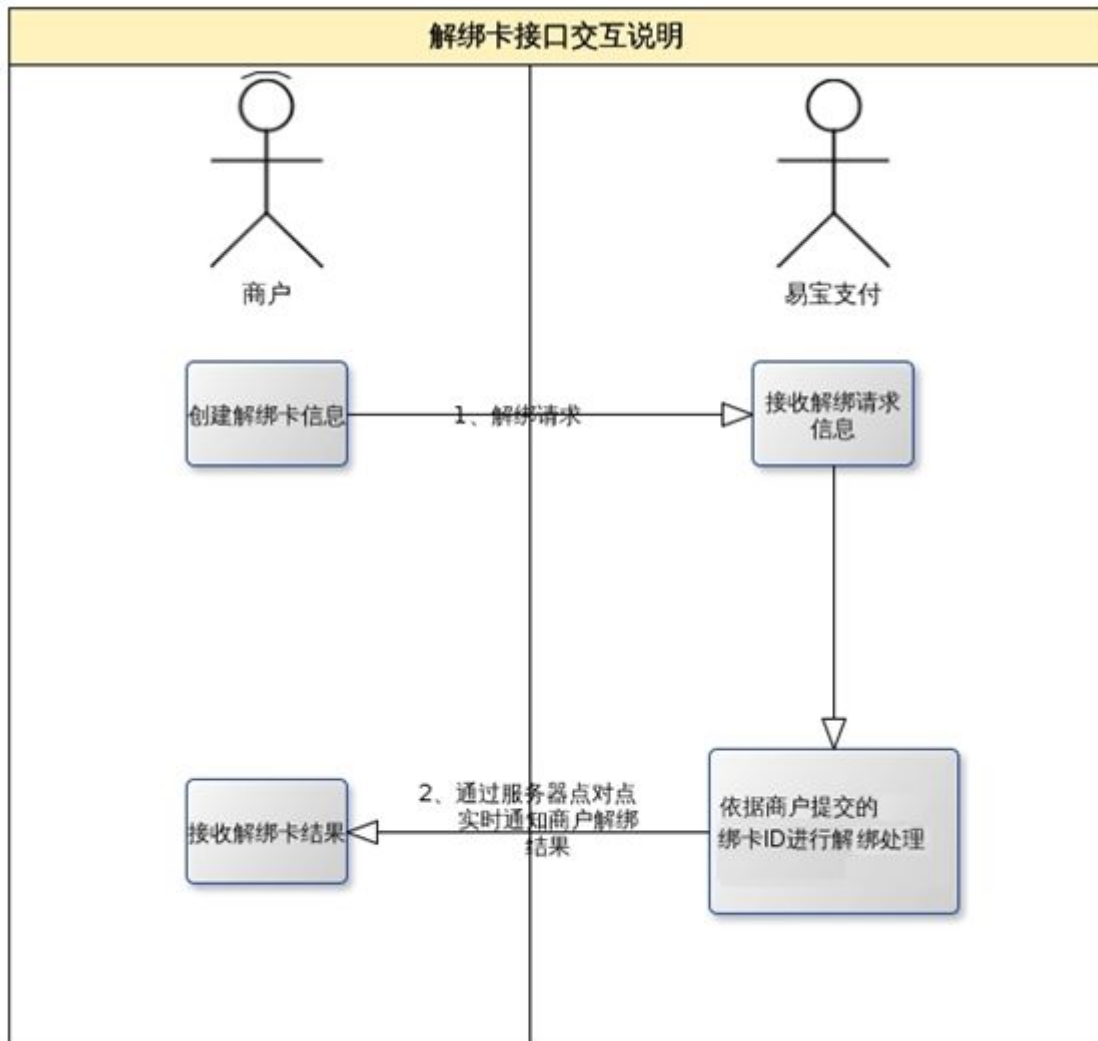 解绑卡接口交互说明
商户
易宝支付
创建解绑卡信息
1、解绑请求
接收解绑请求
信息
2、通过服务器点对点
实时通知商户解绑
结果
接收解绑卡结果
依据商户提交的
绑卡ID进行解绑处理